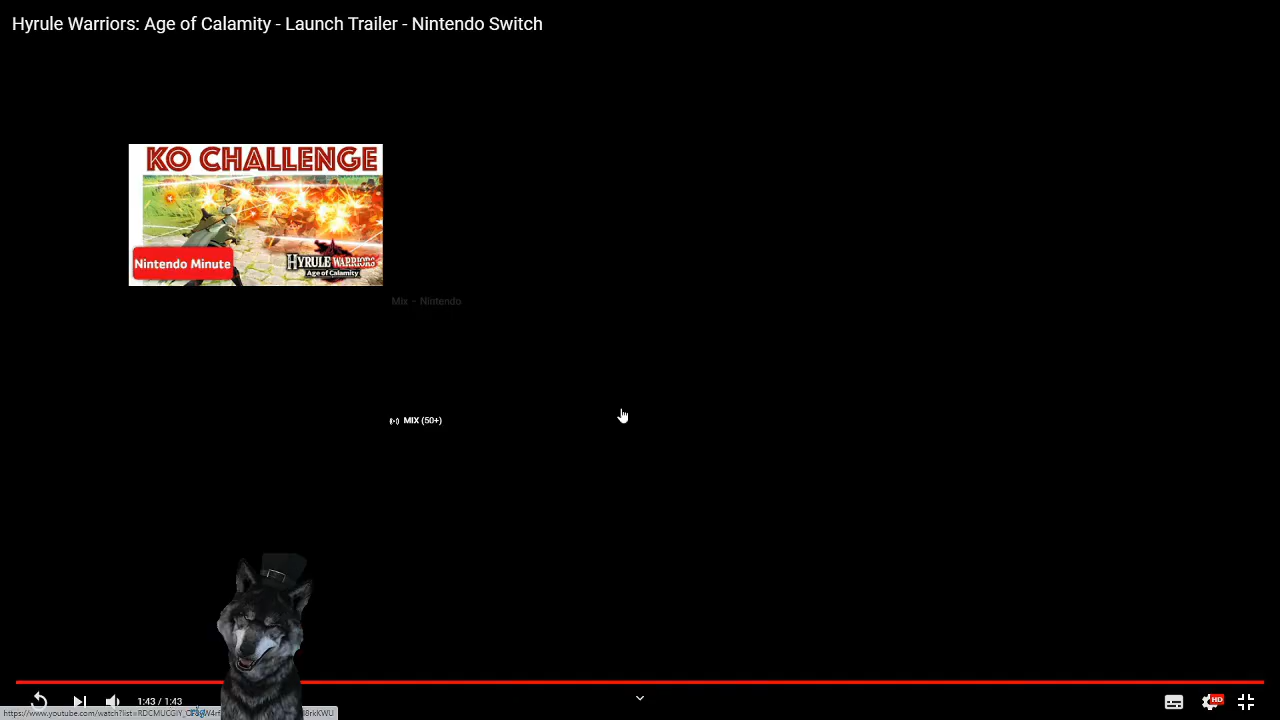 Hyrule Warriors: Age of Calamity - Launch Trailer - Nintendo Switch
KO CHALLENGE
Nintendo Minute
HYRULE WARRIORS
Age of Calamity
Mix - Nintendo
MIX (50+)
1:43 / 1:43
HD